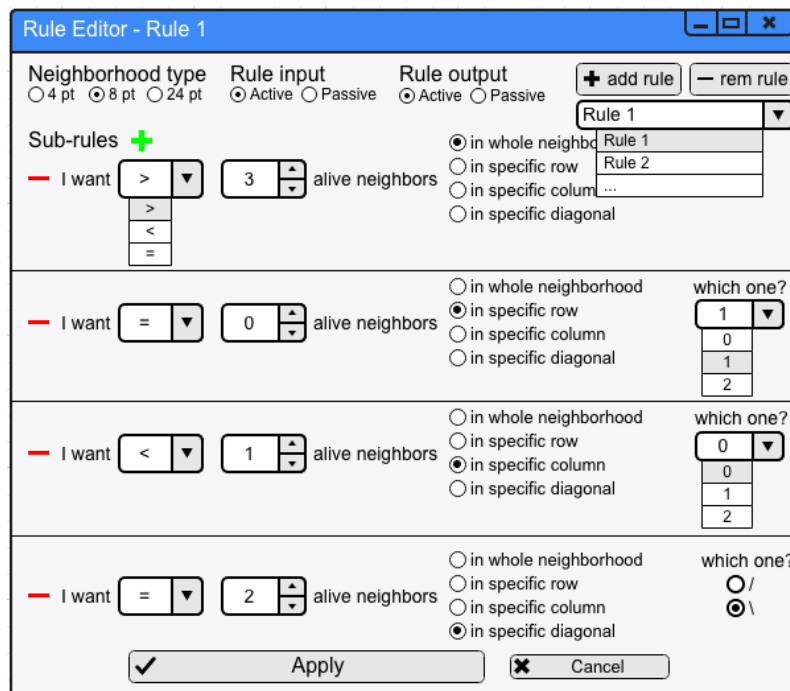 Rule Editor - Rule 1
Neighborhood type Rule input Rule output + add rule − rem rule
4 pt 8 pt 24 pt Active Passive Active Passive
Rule 1
Rule 1
Rule 2
...
Sub-rules
I want > 3 alive neighbors
>
<
=
in whole neighbo
in specific row
in specific colum
in specific diagonal
I want = 0 alive neighbors
in whole neighborhood
in specific row
in specific column
in specific diagonal
which one?
1
0
1
2
I want < 1 alive neighbors
in whole neighborhood
in specific row
in specific column
in specific diagonal
which one?
0
0
1
2
I want = 2 alive neighbors
in whole neighborhood
in specific row
in specific column
in specific diagonal
which one?
/
\
Apply Cancel